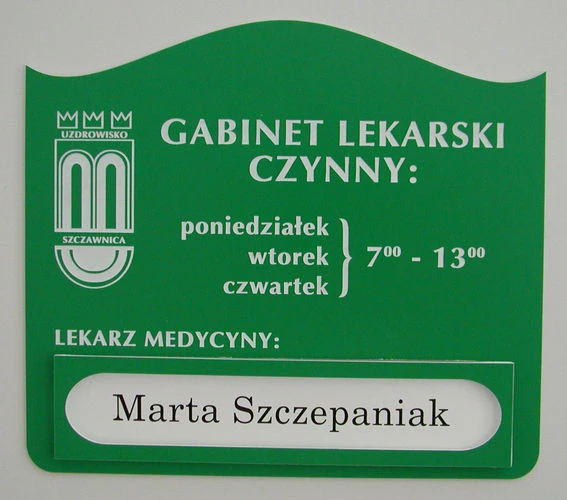 UZDROWISKO
SZCZAWNICA
GABINET LEKARSKI
CZYNNY:
poniedziałek
wtorek
czwartek
7⁰⁰ - 13⁰⁰
LEKARZ MEDYCYNY:
Marta Szczepaniak